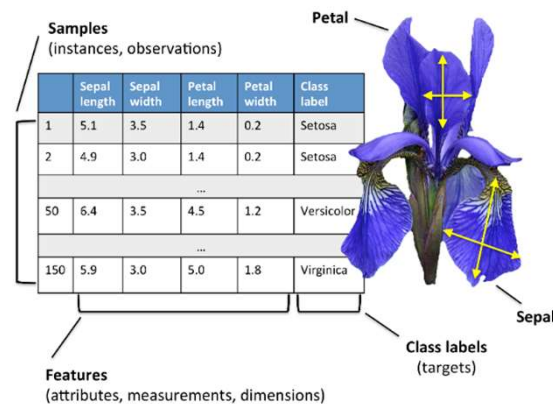 Samples
(instances, observations)
Petal
Sepal length Sepal width Petal length Petal width Class label
1 5.1 3.5 1.4 0.2 Setosa
2 4.9 3.0 1.4 0.2 Setosa
...
50 6.4 3.5 4.5 1.2 Versicolor
...
150 5.9 3.0 5.0 1.8 Virginica
Sepal
Class labels
(targets)
Features
(attributes, measurements, dimensions)